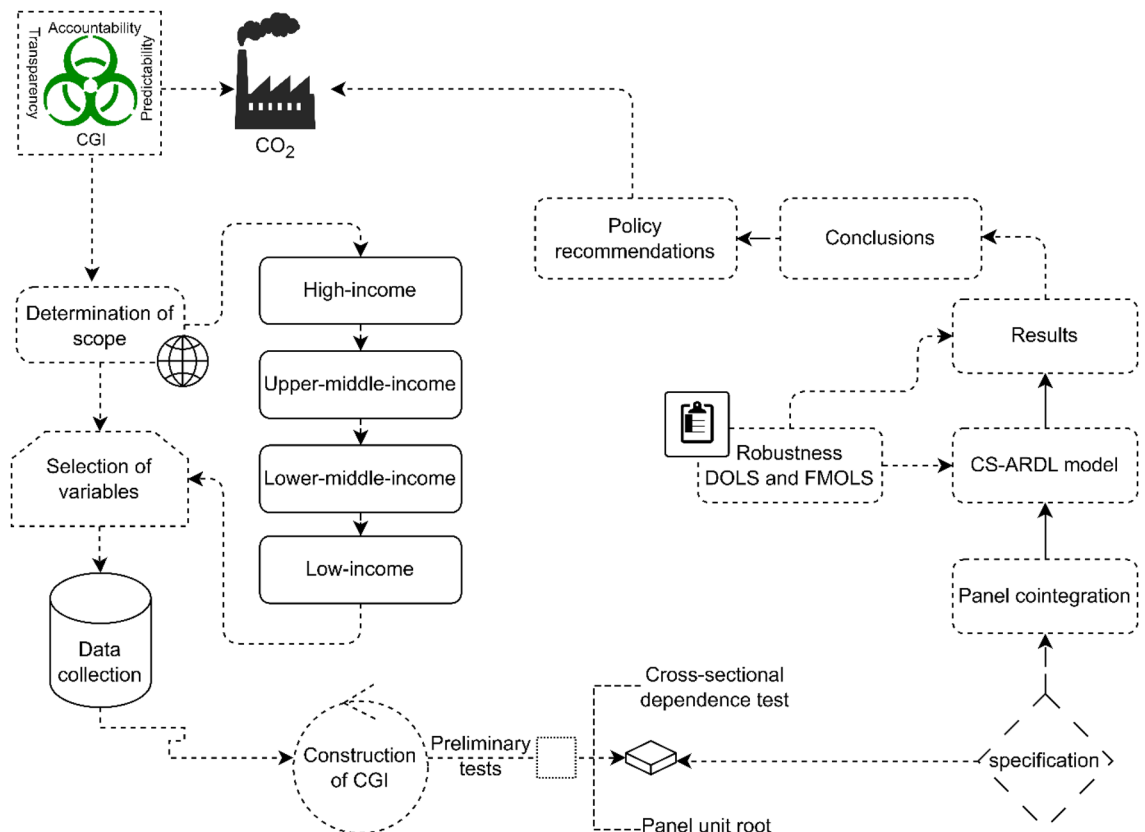 Accountability
Transparency
Predictability
CGI
CO₂
Determination of
scope
High-income
Upper-middle-income
Lower-middle-income
Low-income
Selection of
variables
Data
collection
Construction
of CGI
Preliminary
tests
Cross-sectional
dependence test
Panel unit root
specification
Panel cointegration
CS-ARDL model
Robustness
DOLS and FMOLS
Results
Conclusions
Policy
recommendations